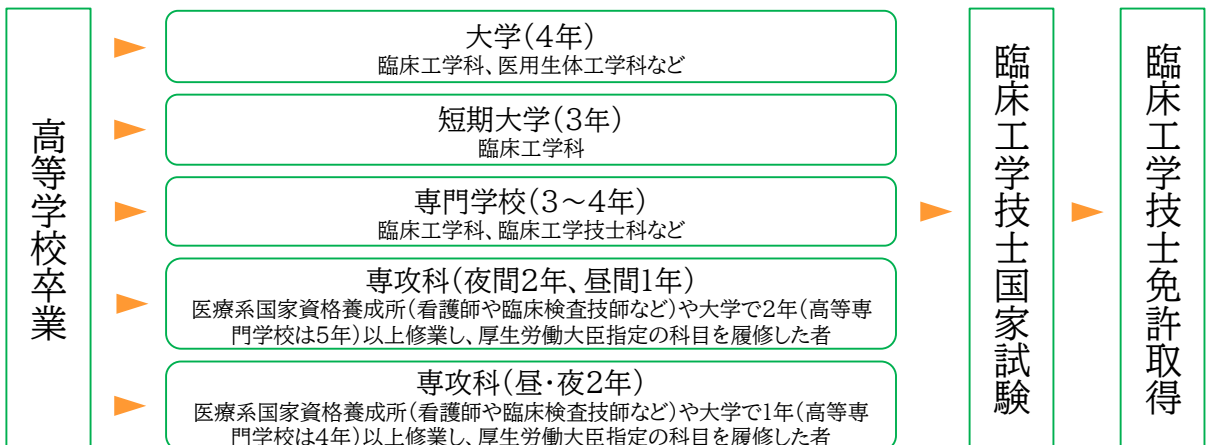 高等学校卒業
大学(4年)
臨床工学科、医用生体工学科など
短期大学(3年)
臨床工学科
専門学校(3〜4年)
臨床工学科、臨床工学技士科など
専攻科(夜間2年、昼間1年)
医療系国家資格養成所(看護師や臨床検査技師など)や大学で2年(高等専
門学校は5年)以上修業し、厚生労働大臣指定の科目を履修した者
専攻科(昼・夜2年)
医療系国家資格養成所(看護師や臨床検査技師など)や大学で1年(高等専
門学校は4年)以上修業し、厚生労働大臣指定の科目を履修した者
臨床工学技士国家試験
臨床工学技士免許取得